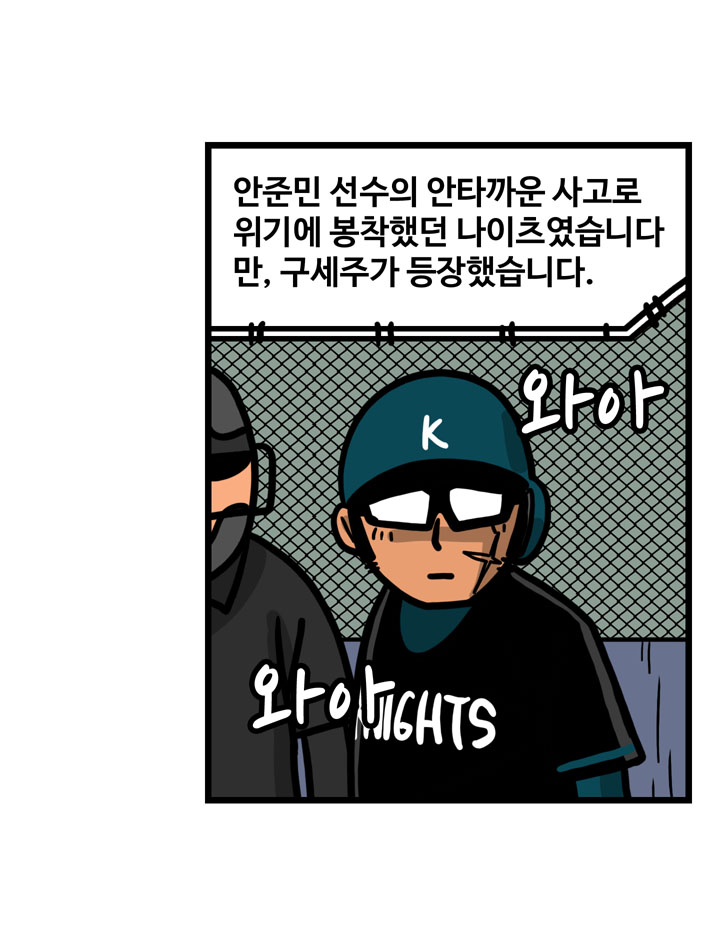 안준민 선수의 안타까운 사고로
위기에 봉착했던 나이츠였습니다
만, 구세주가 등장했습니다.
와아
K
와아
KNIGHTS